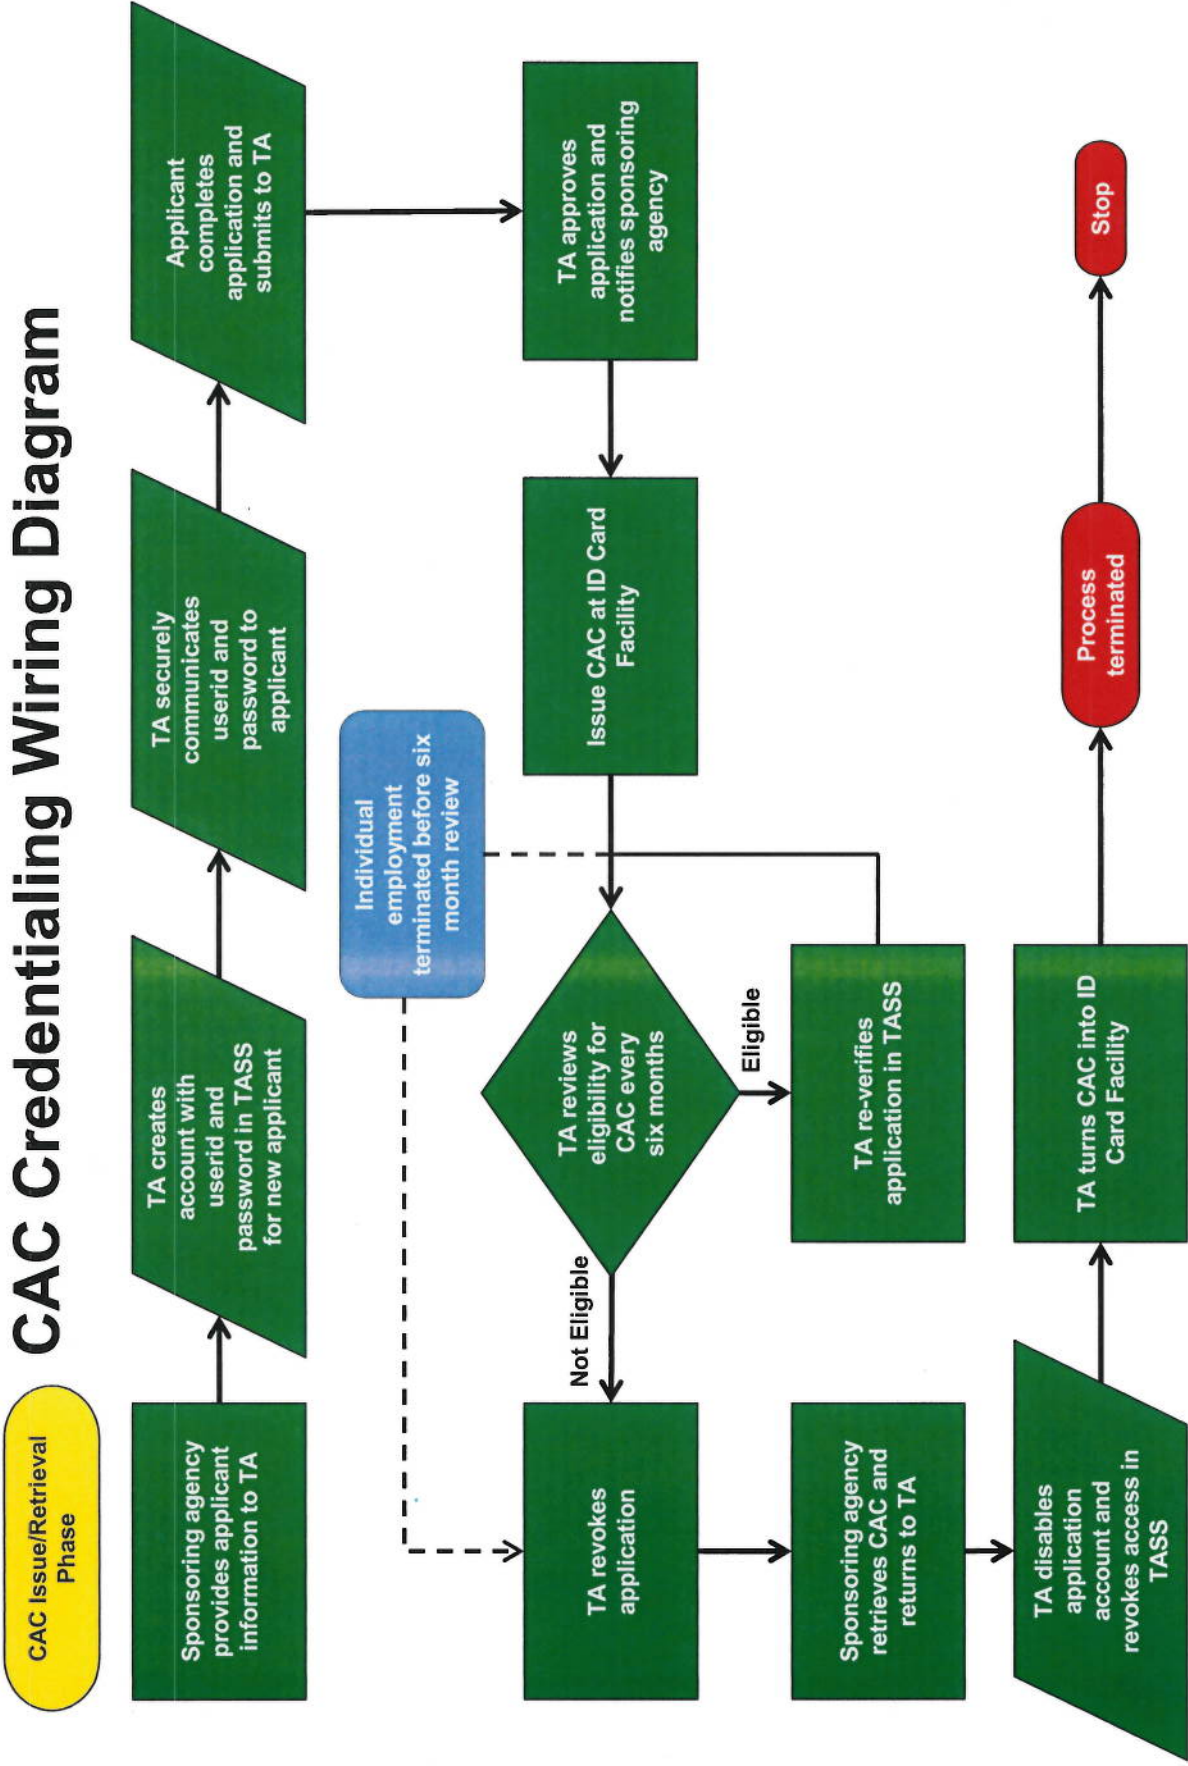 CAC Issue/Retrieval
Phase
CAC Credentialing Wiring Diagram
Sponsoring agency
provides applicant
information to TA
TA creates
account with
userid and
password in TASS
for new applicant
TA securely
communicates
userid and
password to
applicant
Applicant
completes
application and
submits to TA
TA approves
application and
notifies sponsoring
agency
Issue CAC at ID Card
Facility
Individual
employment
terminated before six
month review
TA reviews
eligibility for
CAC every
six months
Not Eligible
Eligible
TA revokes
application
TA re-verifies
application in TASS
Sponsoring agency
retrieves CAC and
returns to TA
TA disables
application
account and
revokes access in
TASS
TA turns CAC into ID
Card Facility
Process
terminated
Stop